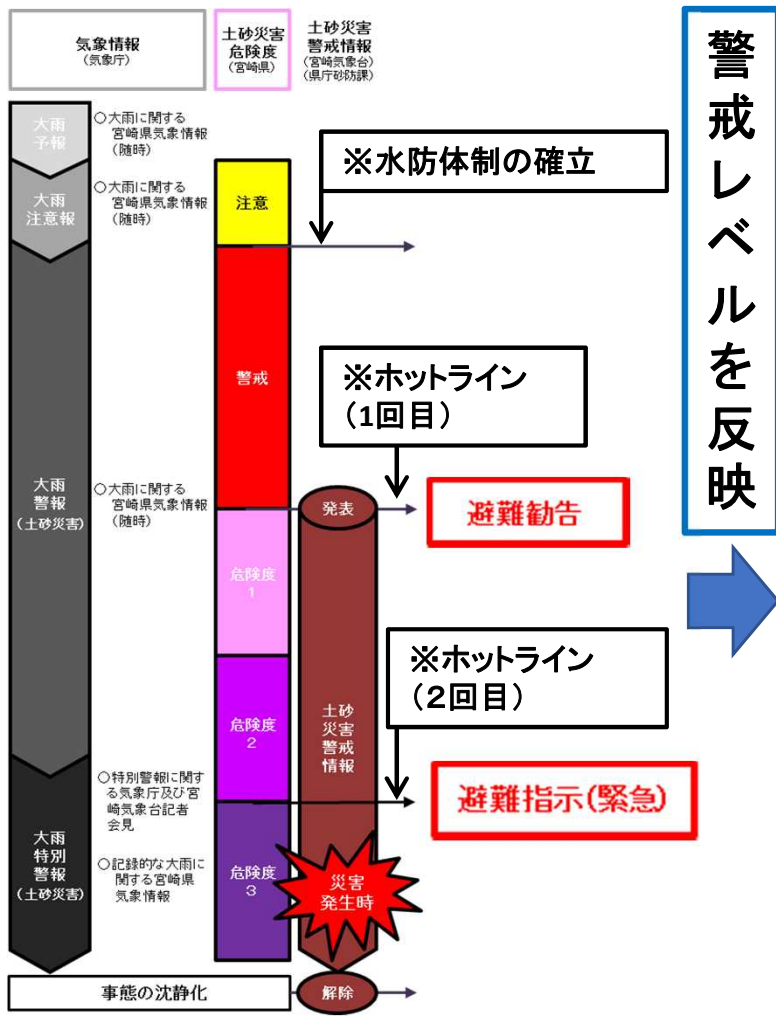 気象情報
(気象庁)
土砂災害
危険度
(宮崎県)
土砂災害
警戒情報
(宮崎気象台)
(県庁砂防課)
警戒レベルを反映
大雨
予報
○大雨に関する
宮崎県気象情報
(随時)
※水防体制の確立
大雨
注意報
○大雨に関する
宮崎県気象情報
(随時)
注意
警戒
※ホットライン
(1回目)
大雨
警報
(土砂災害)
○大雨に関する
宮崎県気象情報
(随時)
発表
避難勧告
危険度
1
※ホットライン
(2回目)
危険度
2
土砂
災害
警戒
情報
○特別警報に関す
る気象庁及び宮
崎気象台記者
会見
避難指示(緊急)
大雨
特別
警報
(土砂災害)
○記録的な大雨に
関する宮崎県
気象情報
危険度
3
災害
発生時
事態の沈静化
解除